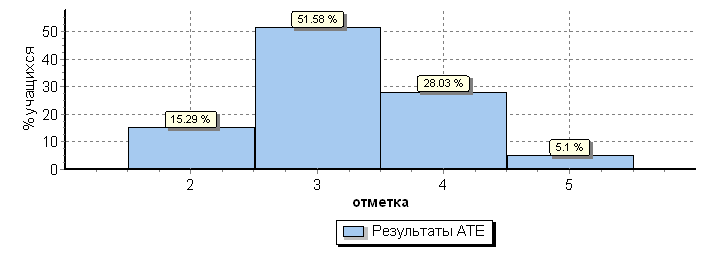 % учащихся
50
40
30
20
10
0
15.29 %
51.58 %
28.03 %
5.1 %
2 3 4 5
отметка
Результаты АТЕ